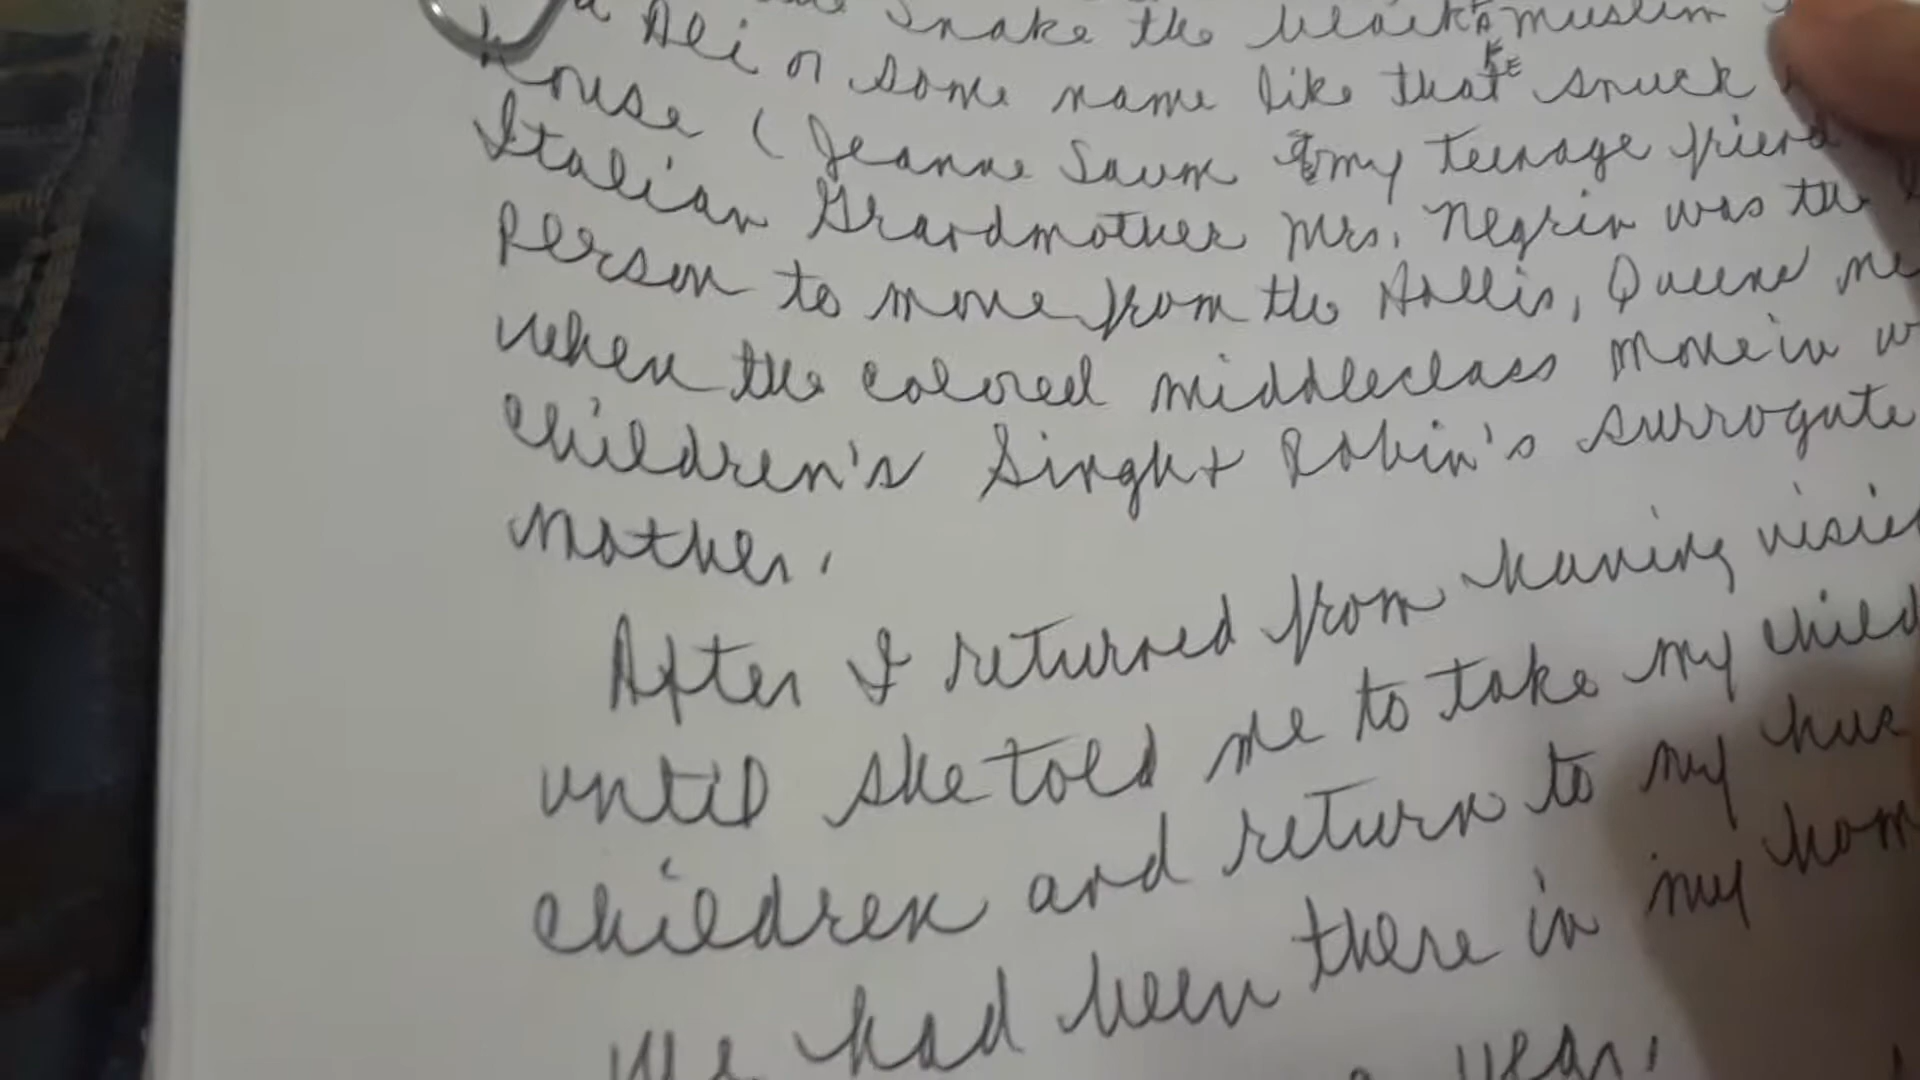 Snake the black muslim
a Ali or some name like that KE snuck
house (Jeanne Saum my teenage friend
Italian Grandmother Mrs. Negrin was the
person to move from the Hollis, Queens
when the colored middleclass move in
children's Singh + Robin's surrogate
mother.
After I returned from having
until she told me to take my
children and return to my
We had been there in my
year,